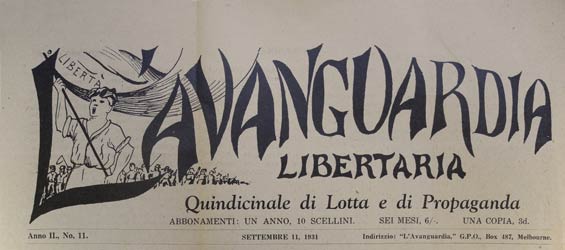 LIBERTÀ
L'AVANGUARDIA
LIBERTARIA
Quindicinale di Lotta e di Propaganda
ABBONAMENTI: UN ANNO, 10 SCELLINI. SEI MESI, 6/-. UNA COPIA, 3d.
Anno II., No. 11. SETTEMBRE 11, 1931 Indirizzo: "L'Avanguardia," G.P.O., Box 487, Melbourne.